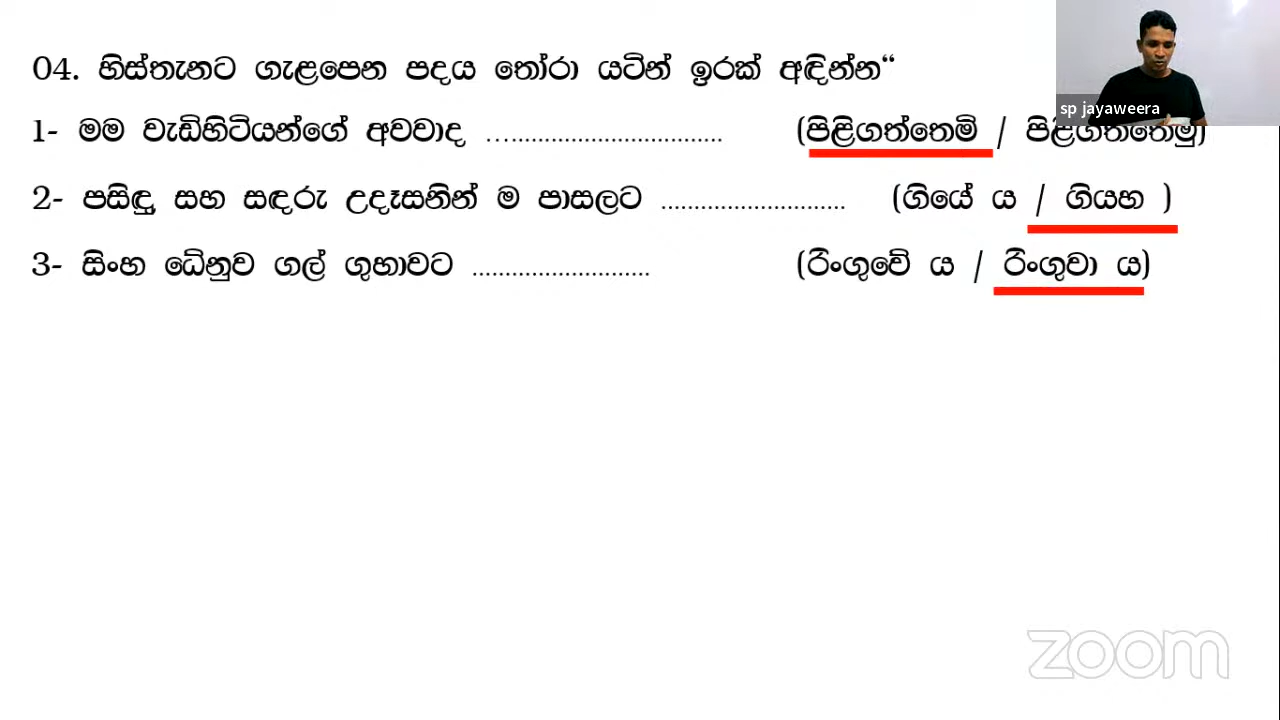 04. හිස්තැනට ගැළපෙන පදය තෝරා යටින් ඉරක් අඳින්න“
sp jayaweera
1- මම වැඩිහිටියන්ගේ අවවාද ….................................. (පිළිගත්තෙමි / පිළිගත්තෙමු)
2- පසිඳු සහ සඳරු උදෑසනින් ම පාසලට ............................ (ගියේ ය / ගියහ )
3- සිංහ ධේනුව ගල් ගුහාවට ........................... (රිංගුවේ ය / රිංගුවා ය)
zoom